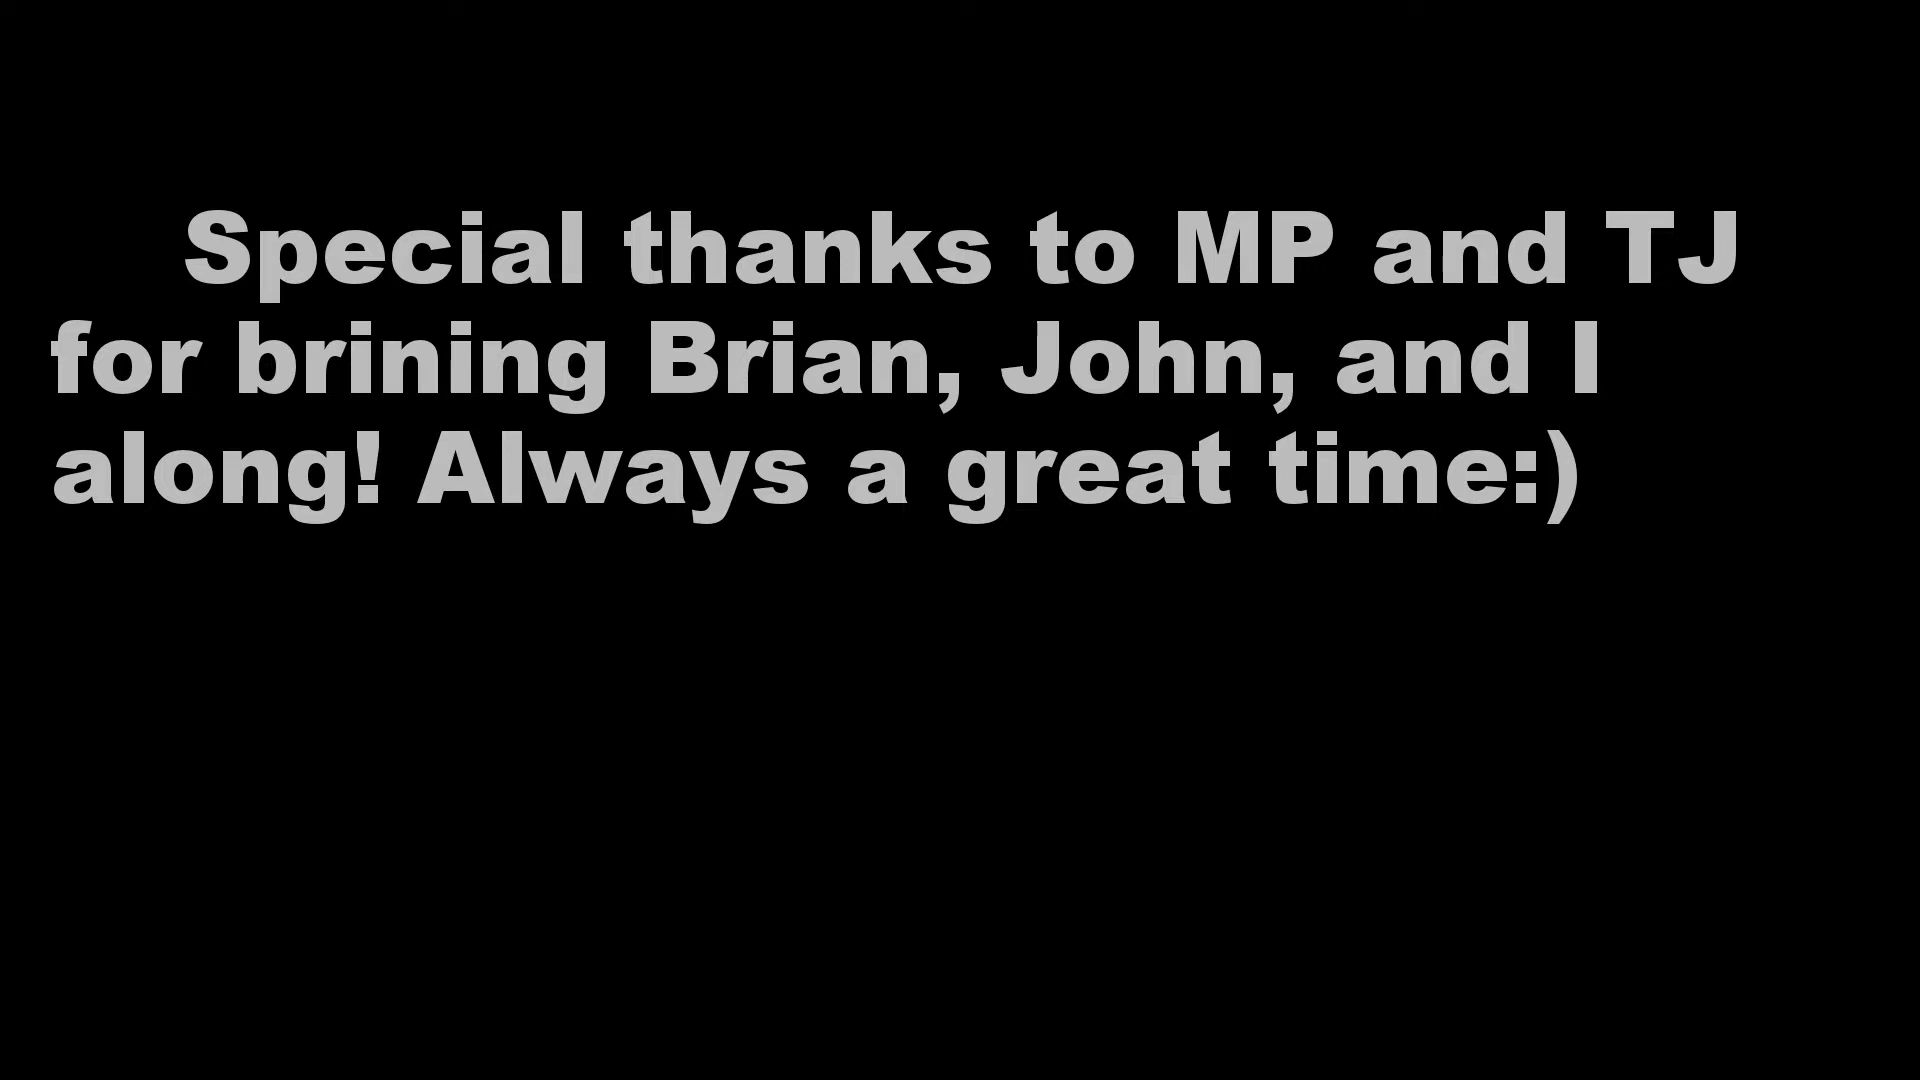 Special thanks to MP and TJ
for brining Brian, John, and I
along! Always a great time:)